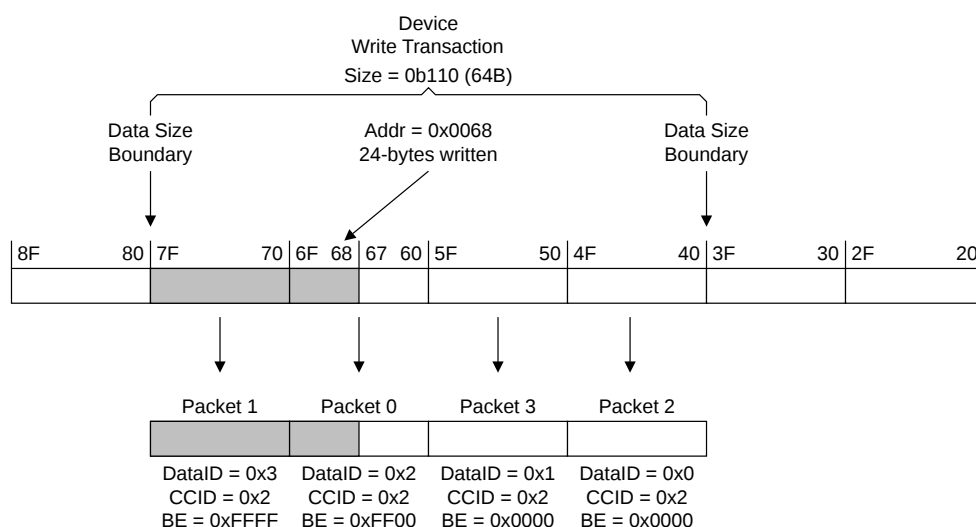 Device
Write Transaction
Size = 0b110 (64B)
Data Size
Boundary
Addr = 0x0068
24-bytes written
Data Size
Boundary
8F 80 7F 70 6F 68 67 60 5F 50 4F 40 3F 30 2F 20
Packet 1 Packet 0 Packet 3 Packet 2
DataID = 0x3 DataID = 0x2 DataID = 0x1 DataID = 0x0
CCID = 0x2 CCID = 0x2 CCID = 0x2 CCID = 0x2
BE = 0xFFFF BE = 0xFF00 BE = 0x0000 BE = 0x0000